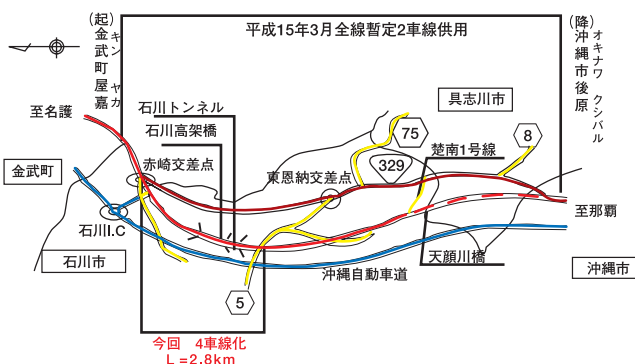 平成15年3月全線暫定2車線供用
(起)金武町屋嘉
キン
ヤカ
(降)沖縄市後原
オキナワ クシバル
至名護
石川トンネル
石川高架橋
具志川市
75
8
329
楚南1号線
金武町
赤崎交差点
東恩納交差点
石川I.C
至那覇
石川市
沖縄自動車道
天願川橋
沖縄市
5
今回 4車線化
L=2.8km